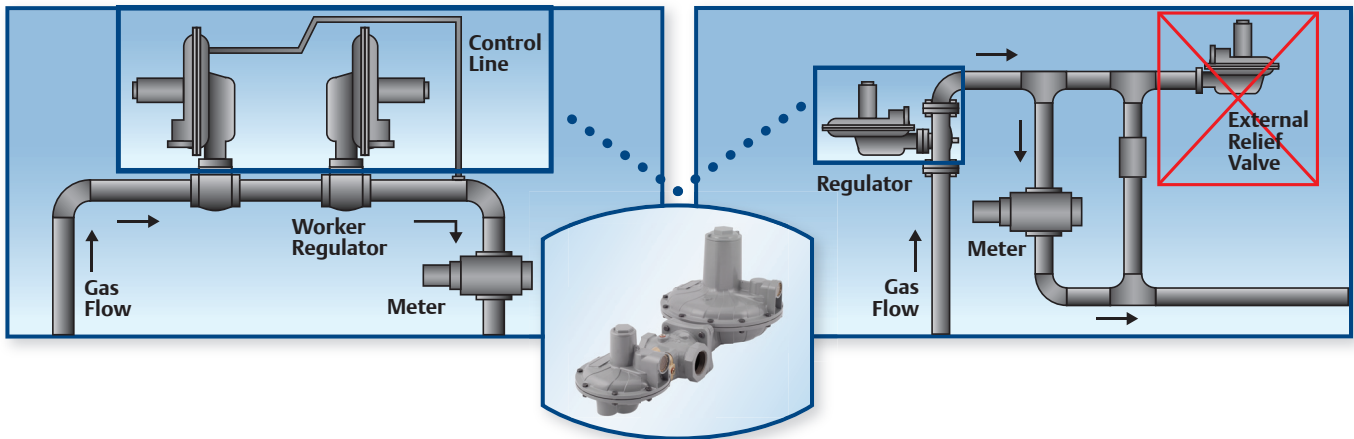 Control
Line
Worker
Regulator
Gas
Flow
Meter
External
Relief
Valve
Regulator
Meter
Gas
Flow